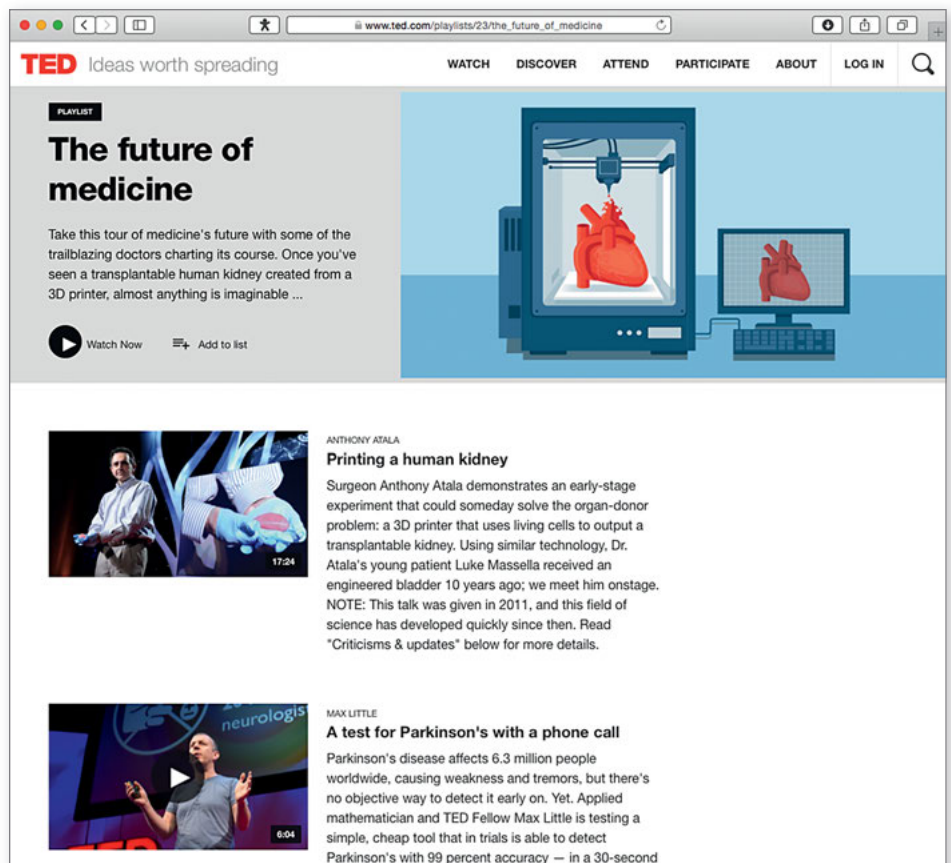 www.ted.com/playlists/23/the_future_of_medicine
TED Ideas worth spreading
WATCH DISCOVER ATTEND PARTICIPATE ABOUT LOG IN
PLAYLIST
The future of
medicine
Take this tour of medicine's future with some of the
trailblazing doctors charting its course. Once you've
seen a transplantable human kidney created from a
3D printer, almost anything is imaginable ...
Watch Now Add to list
17:24
ANTHONY ATALA
Printing a human kidney
Surgeon Anthony Atala demonstrates an early-stage
experiment that could someday solve the organ-donor
problem: a 3D printer that uses living cells to output a
transplantable kidney. Using similar technology, Dr.
Atala's young patient Luke Massella received an
engineered bladder 10 years ago; we meet him onstage.
NOTE: This talk was given in 2011, and this field of
science has developed quickly since then. Read
"Criticisms & updates" below for more details.
neurologis
6:04
MAX LITTLE
A test for Parkinson's with a phone call
Parkinson's disease affects 6.3 million people
worldwide, causing weakness and tremors, but there's
no objective way to detect it early on. Yet. Applied
mathematician and TED Fellow Max Little is testing a
simple, cheap tool that in trials is able to detect
Parkinson's with 99 percent accuracy — in a 30-second